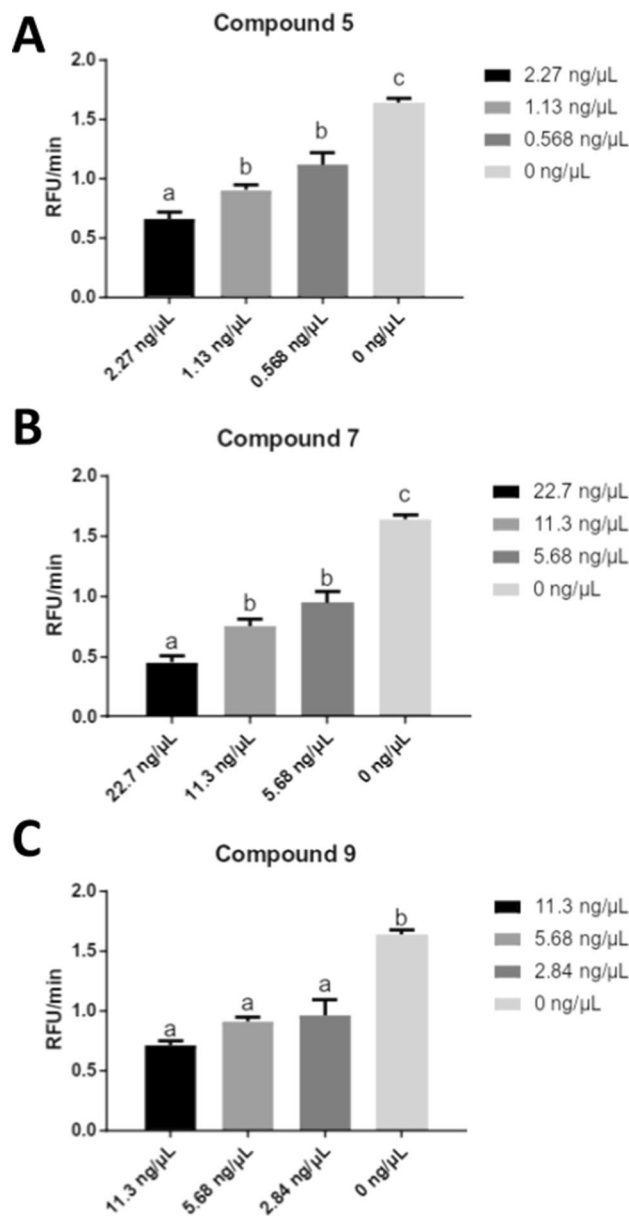 A
Compound 5
2.0
1.5
1.0
0.5
0.0
RFU/min
a
b
b
c
2.27 ng/µL
1.13 ng/µL
0.568 ng/µL
0 ng/µL
2.27 ng/µL
1.13 ng/µL
0.568 ng/µL
0 ng/µL
B
Compound 7
2.0
1.5
1.0
0.5
0.0
RFU/min
a
b
b
c
22.7 ng/µL
11.3 ng/µL
5.68 ng/µL
0 ng/µL
22.7 ng/µL
11.3 ng/µL
5.68 ng/µL
0 ng/µL
C
Compound 9
2.0
1.5
1.0
0.5
0.0
RFU/min
a
a
a
b
11.3 ng/µL
5.68 ng/µL
2.84 ng/µL
0 ng/µL
11.3 ng/µL
5.68 ng/µL
2.84 ng/µL
0 ng/µL